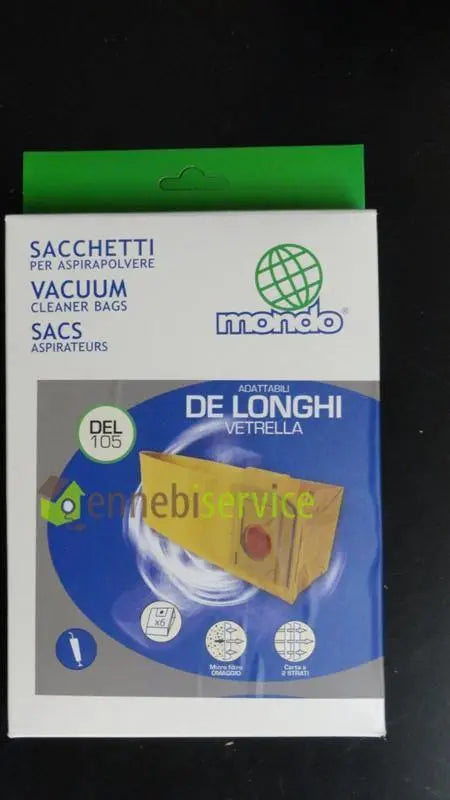 SACCHETTI
PER ASPIRAPOLVERE
VACUUM
CLEANER BAGS
SACS
ASPIRATEURS
mondo®
ADATTABILI
DE LONGHI
VETRELLA
DEL
105
ennebiservice
x6
Micro filtro
OMAGGIO
Carta a
2 STRATI